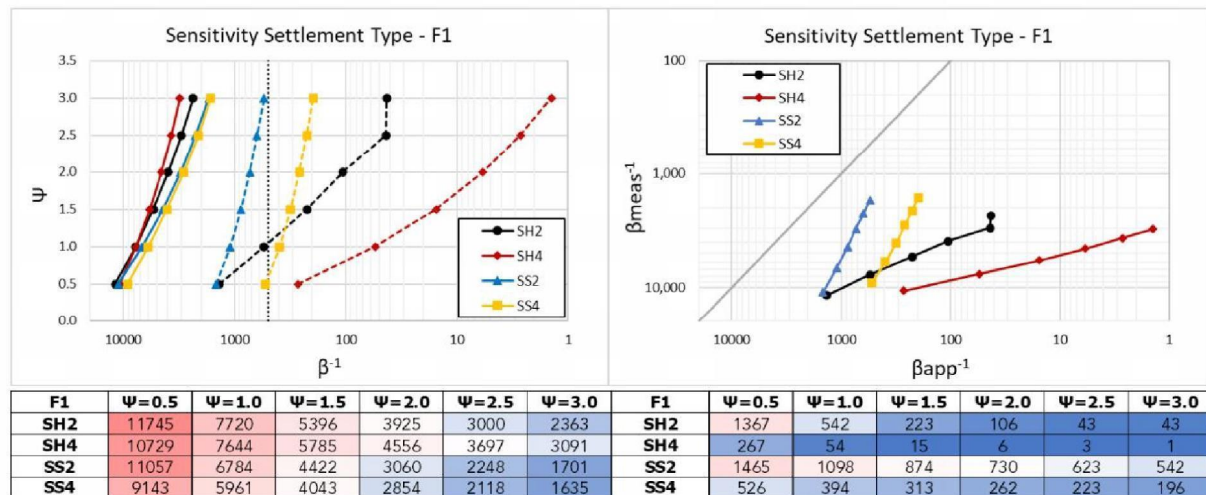 Sensitivity Settlement Type - F1
3.5
3.0
2.5
2.0
1.5
1.0
0.5
0.0
Ψ
SH2
SH4
SS2
SS4
10000
1000
100
10
1
β⁻¹
Sensitivity Settlement Type - F1
SH2
SH4
SS2
SS4
100
1,000
10,000
βmeas⁻¹
10000
1000
100
10
1
βapp⁻¹
F1 Ψ=0.5 Ψ=1.0 Ψ=1.5 Ψ=2.0 Ψ=2.5 Ψ=3.0
SH2 11745 7720 5396 3925 3000 2363
SH4 10729 7644 5785 4556 3697 3091
SS2 11057 6784 4422 3060 2248 1701
SS4 9143 5961 4043 2854 2118 1635
F1 Ψ=0.5 Ψ=1.0 Ψ=1.5 Ψ=2.0 Ψ=2.5 Ψ=3.0
SH2 1367 542 223 106 43 43
SH4 267 54 15 6 3 1
SS2 1465 1098 874 730 623 542
SS4 526 394 313 262 223 196